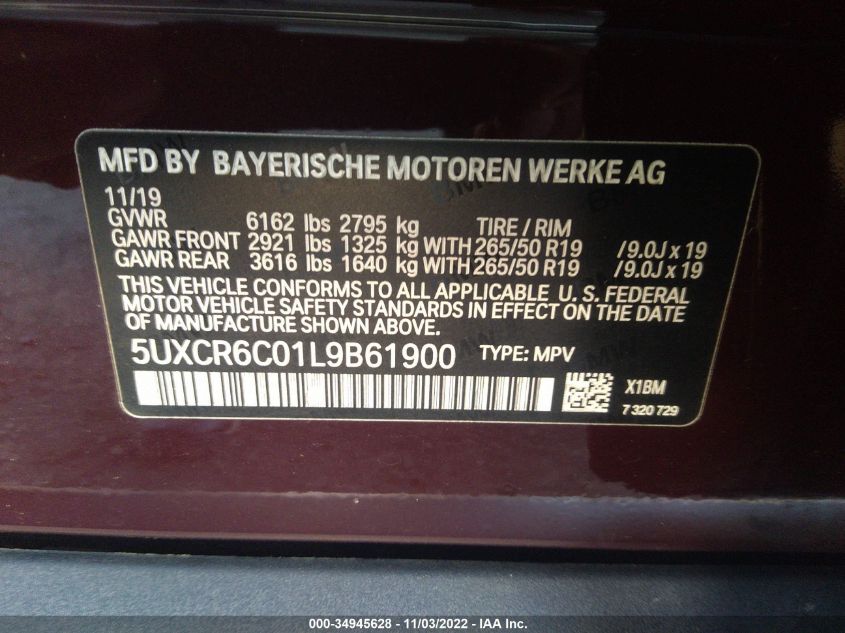 MFD BY BAYERISCHE MOTOREN WERKE AG
11/19
GVWR 6162 lbs 2795 kg TIRE / RIM
GAWR FRONT 2921 lbs 1325 kg WITH 265/50 R19 /9.0J x 19
GAWR REAR 3616 lbs 1640 kg WITH 265/50 R19 /9.0J x 19
THIS VEHICLE CONFORMS TO ALL APPLICABLE U. S. FEDERAL
MOTOR VEHICLE SAFETY STANDARDS IN EFFECT ON THE DATE
OF MANUFACTURE SHOWN ABOVE.
5UXCR6C01L9B61900 TYPE: MPV
X1BM
7 320 729
000-34945628 - 11/03/2022 - IAA Inc.